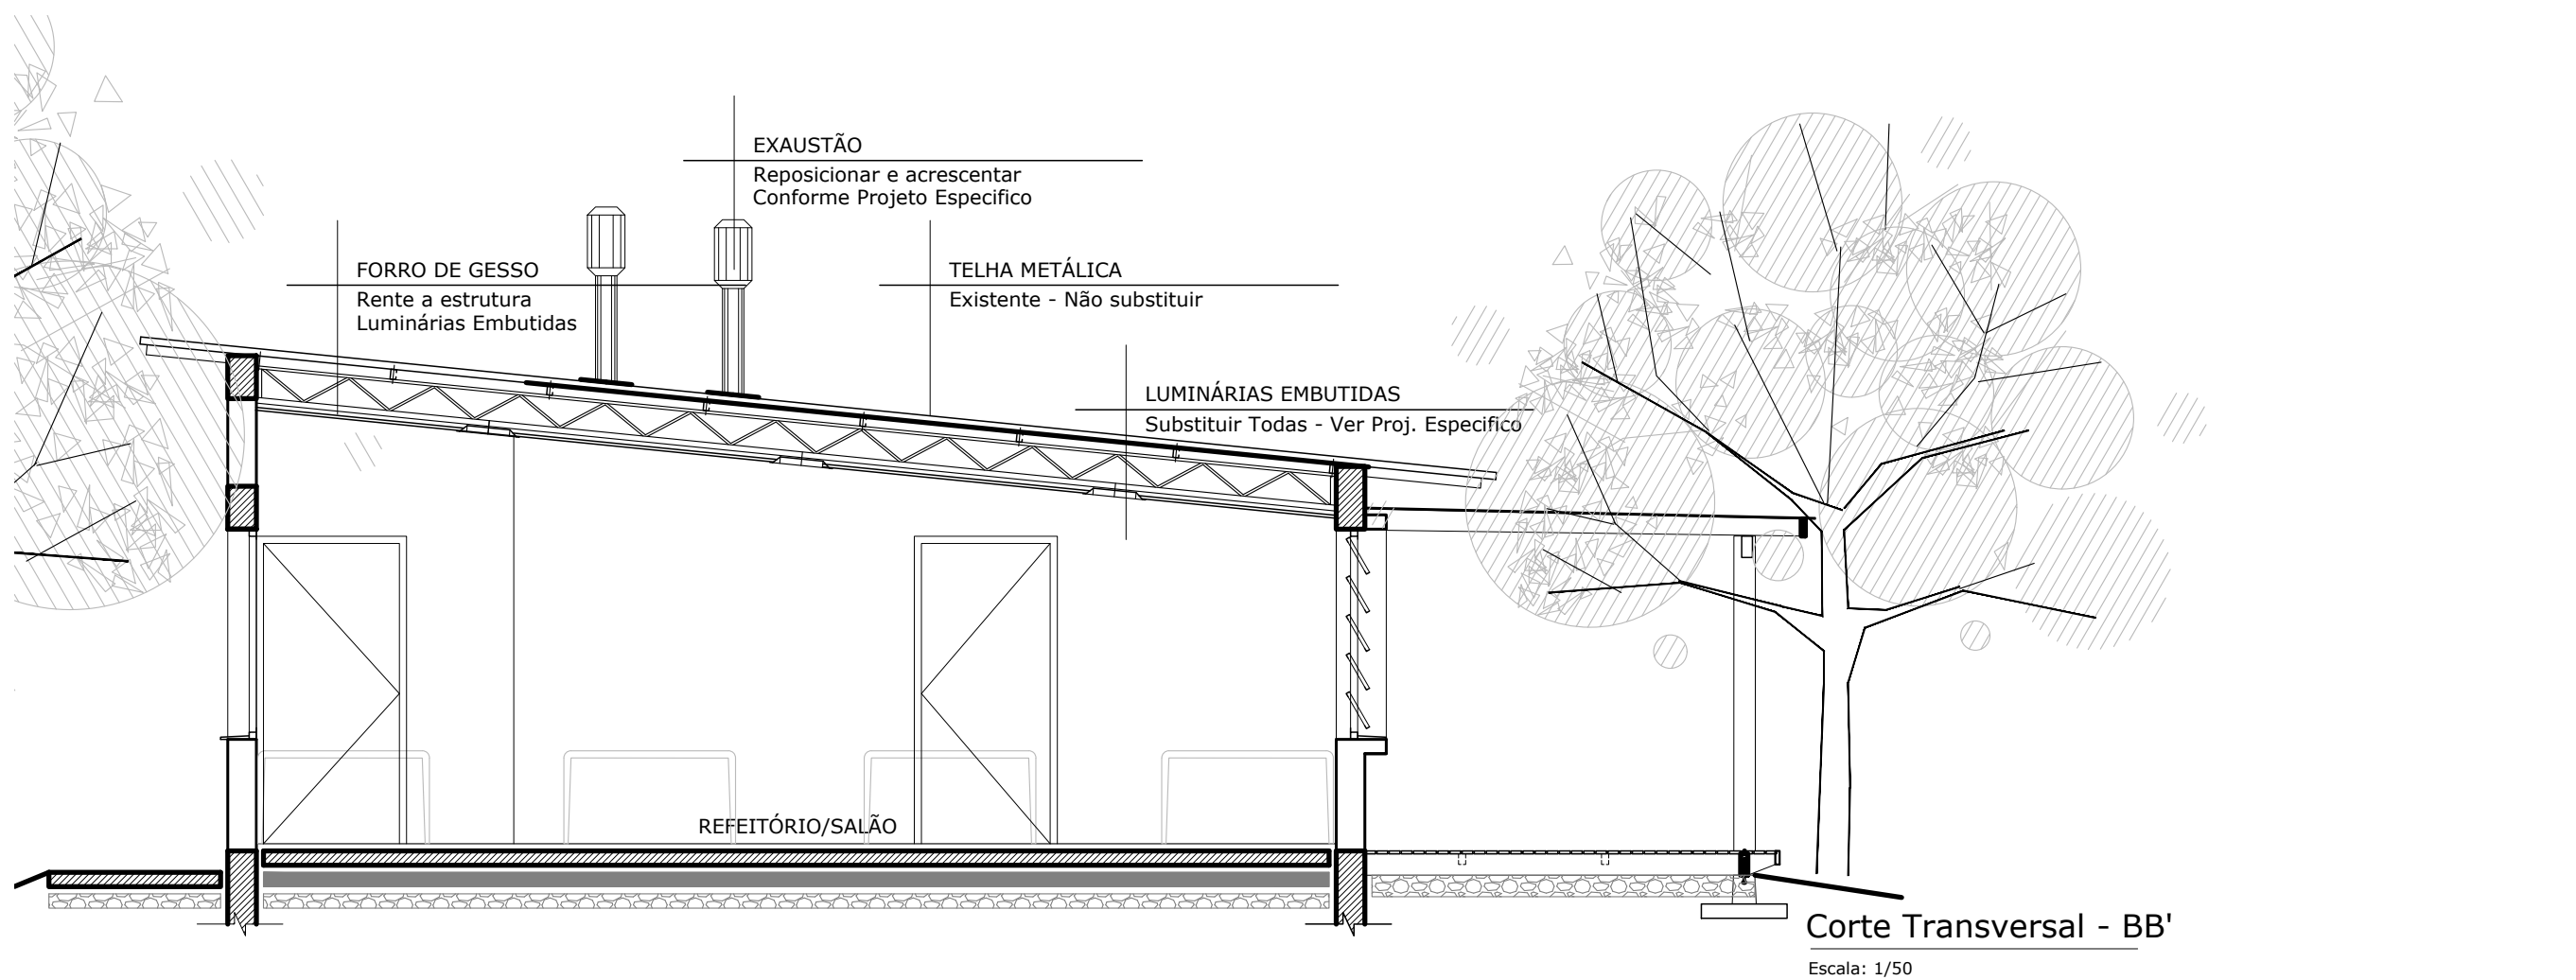 EXAUSTÃO
Reposicionar e acrescentar
Conforme Projeto Especifico
FORRO DE GESSO
Rente a estrutura
Luminárias Embutidas
TELHA METÁLICA
Existente - Não substituir
LUMINÁRIAS EMBUTIDAS
Substituir Todas - Ver Proj. Especifico
REFEITÓRIO/SALÃO
Corte Transversal - BB'
Escala: 1/50